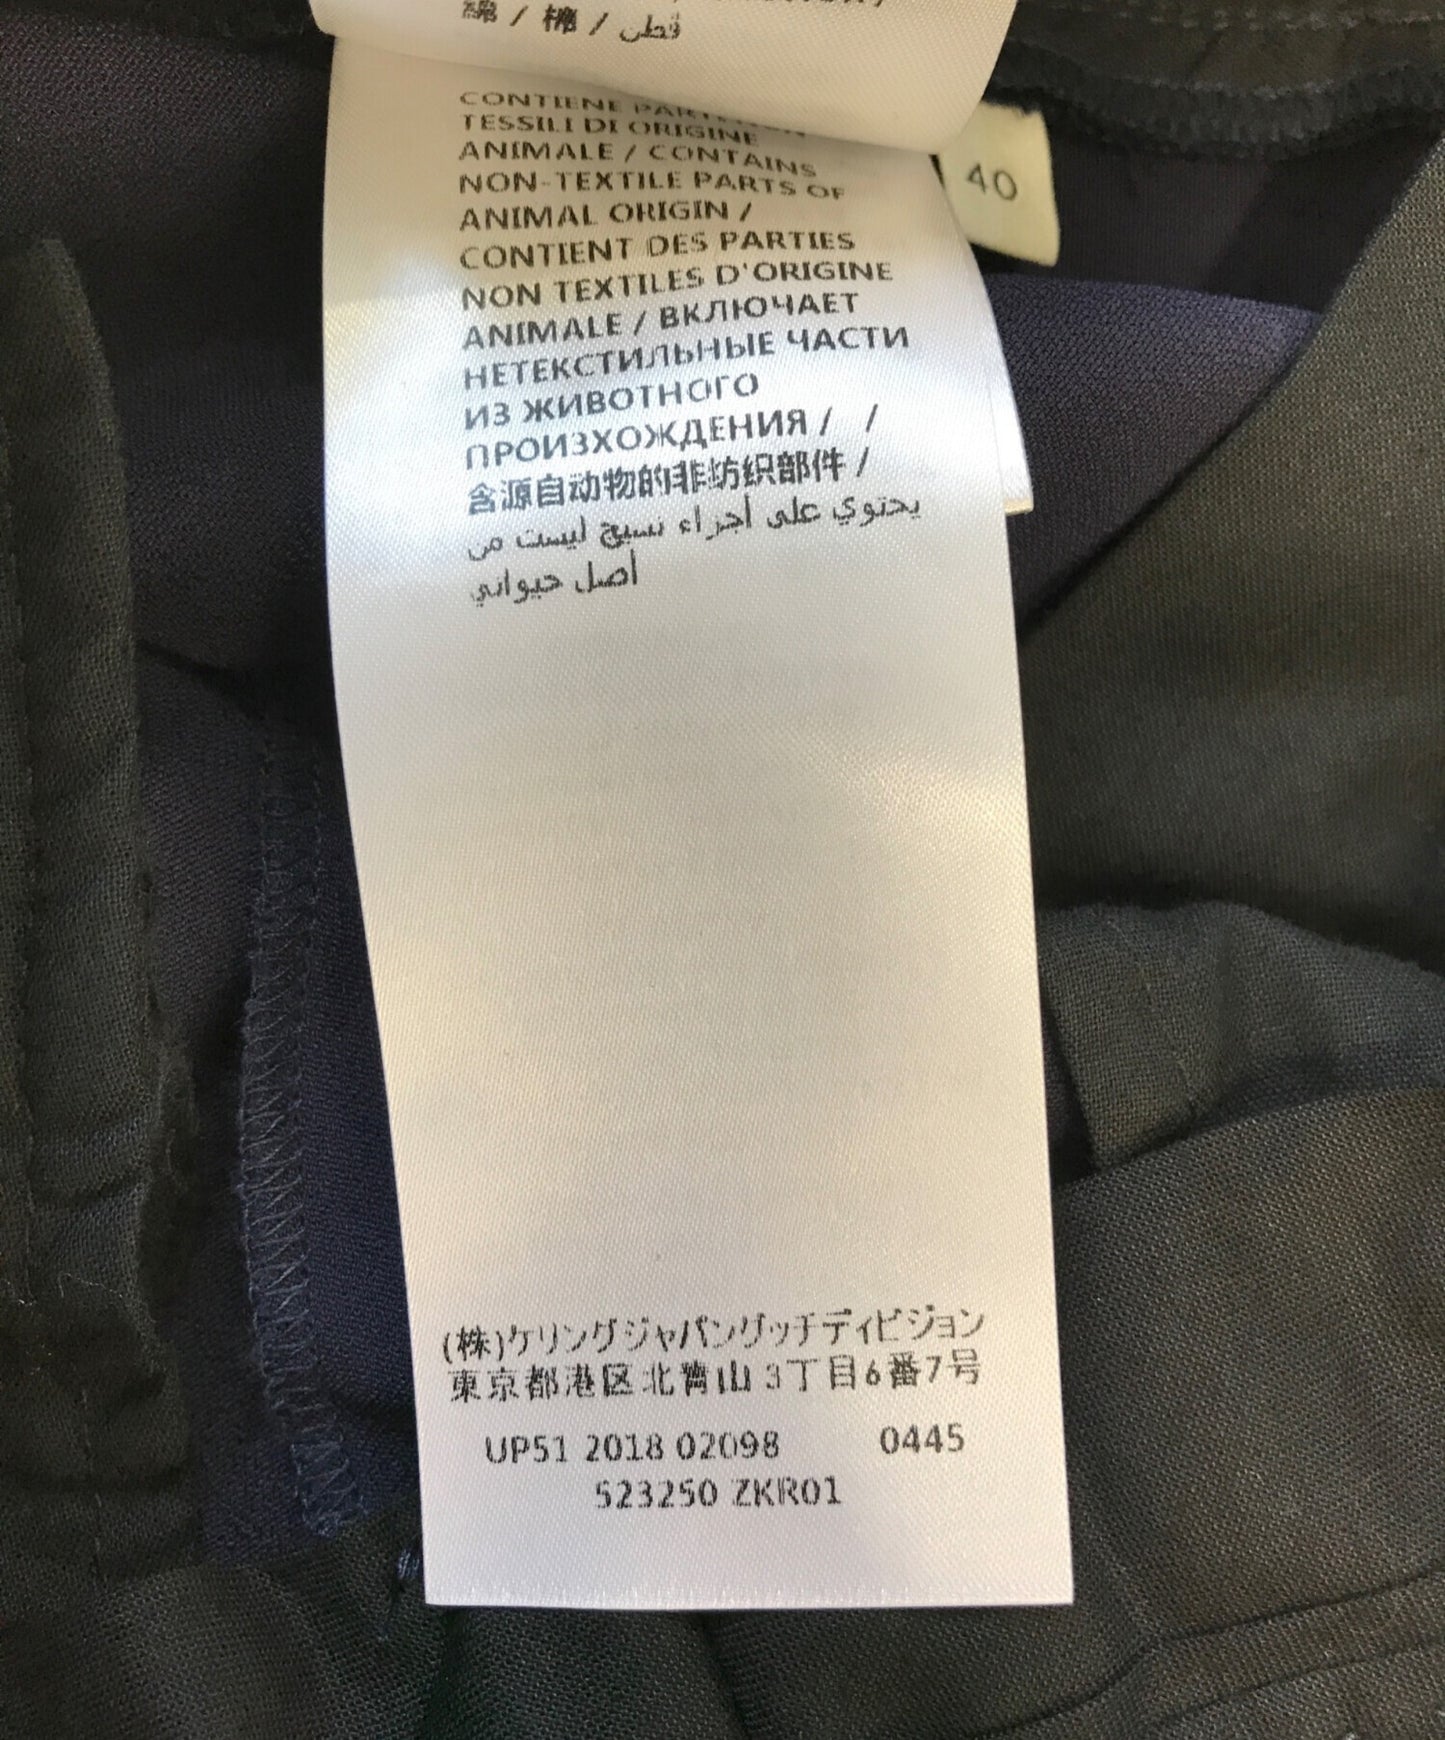 綿 / 棉 / قطن
40
CONTIENE
TESSILI DI ORIGINE
ANIMALE / CONTAINS
NON-TEXTILE PARTS OF
ANIMAL ORIGIN /
CONTIENT DES PARTIES
NON TEXTILES D'ORIGINE
ANIMALE / ВКЛЮЧАЕТ
НЕТЕКСТИЛЬНЫЕ ЧАСТИ
ИЗ ЖИВОТНОГО
ПРОИЗХОЖДЕНИЯ / /
含源自动物的非纺织部件 /
يحتوي على أجزاء نسيج ليست من
أصل حيواني
(株)ケリングジャパングッチディビジョン
東京都港区北青山 3丁目6番7号
UP51 2018 02098 0445
523250 ZKR01